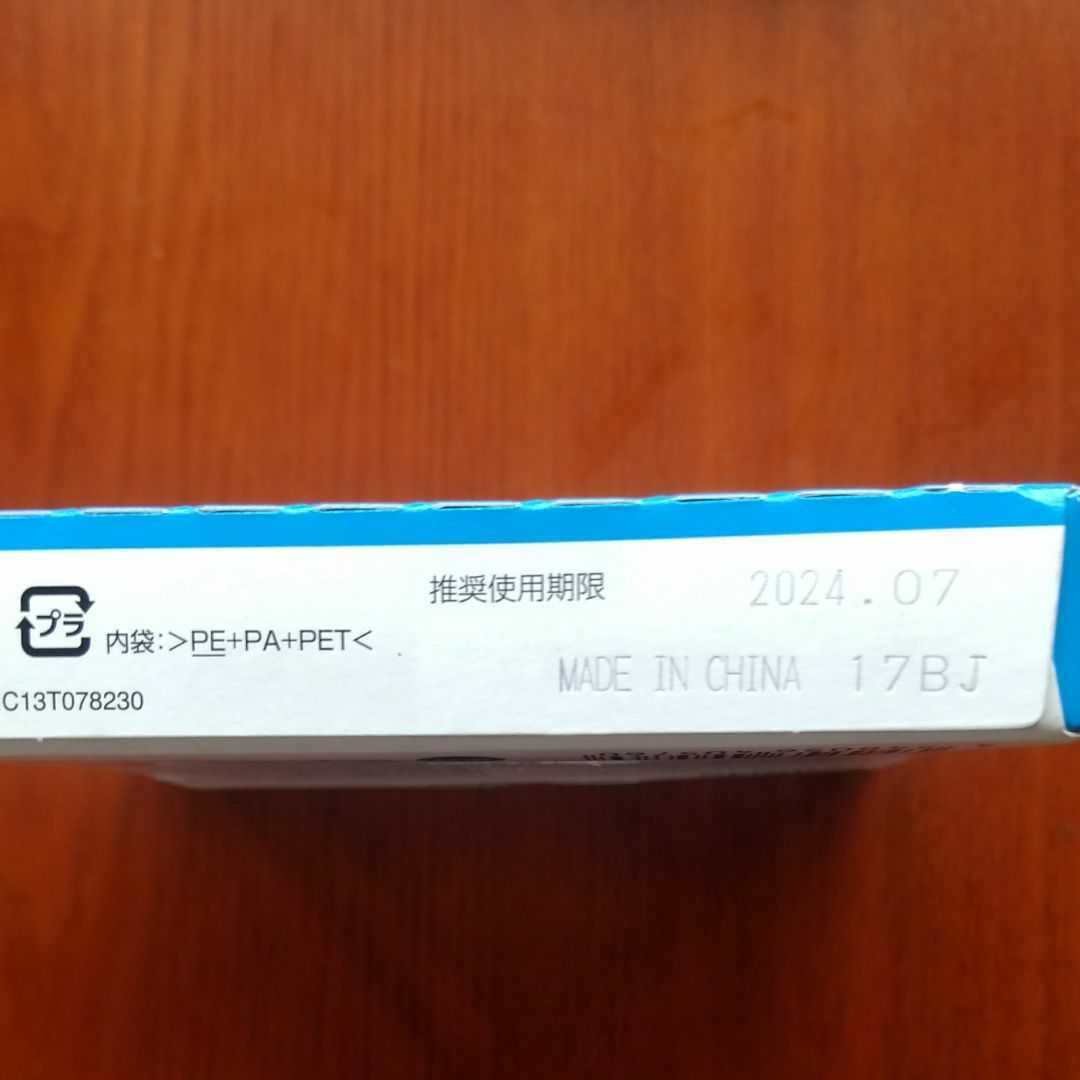 推奨使用期限 2024.07
プラ 内袋:>PE+PA+PET<
MADE IN CHINA 17BJ
C13T078230